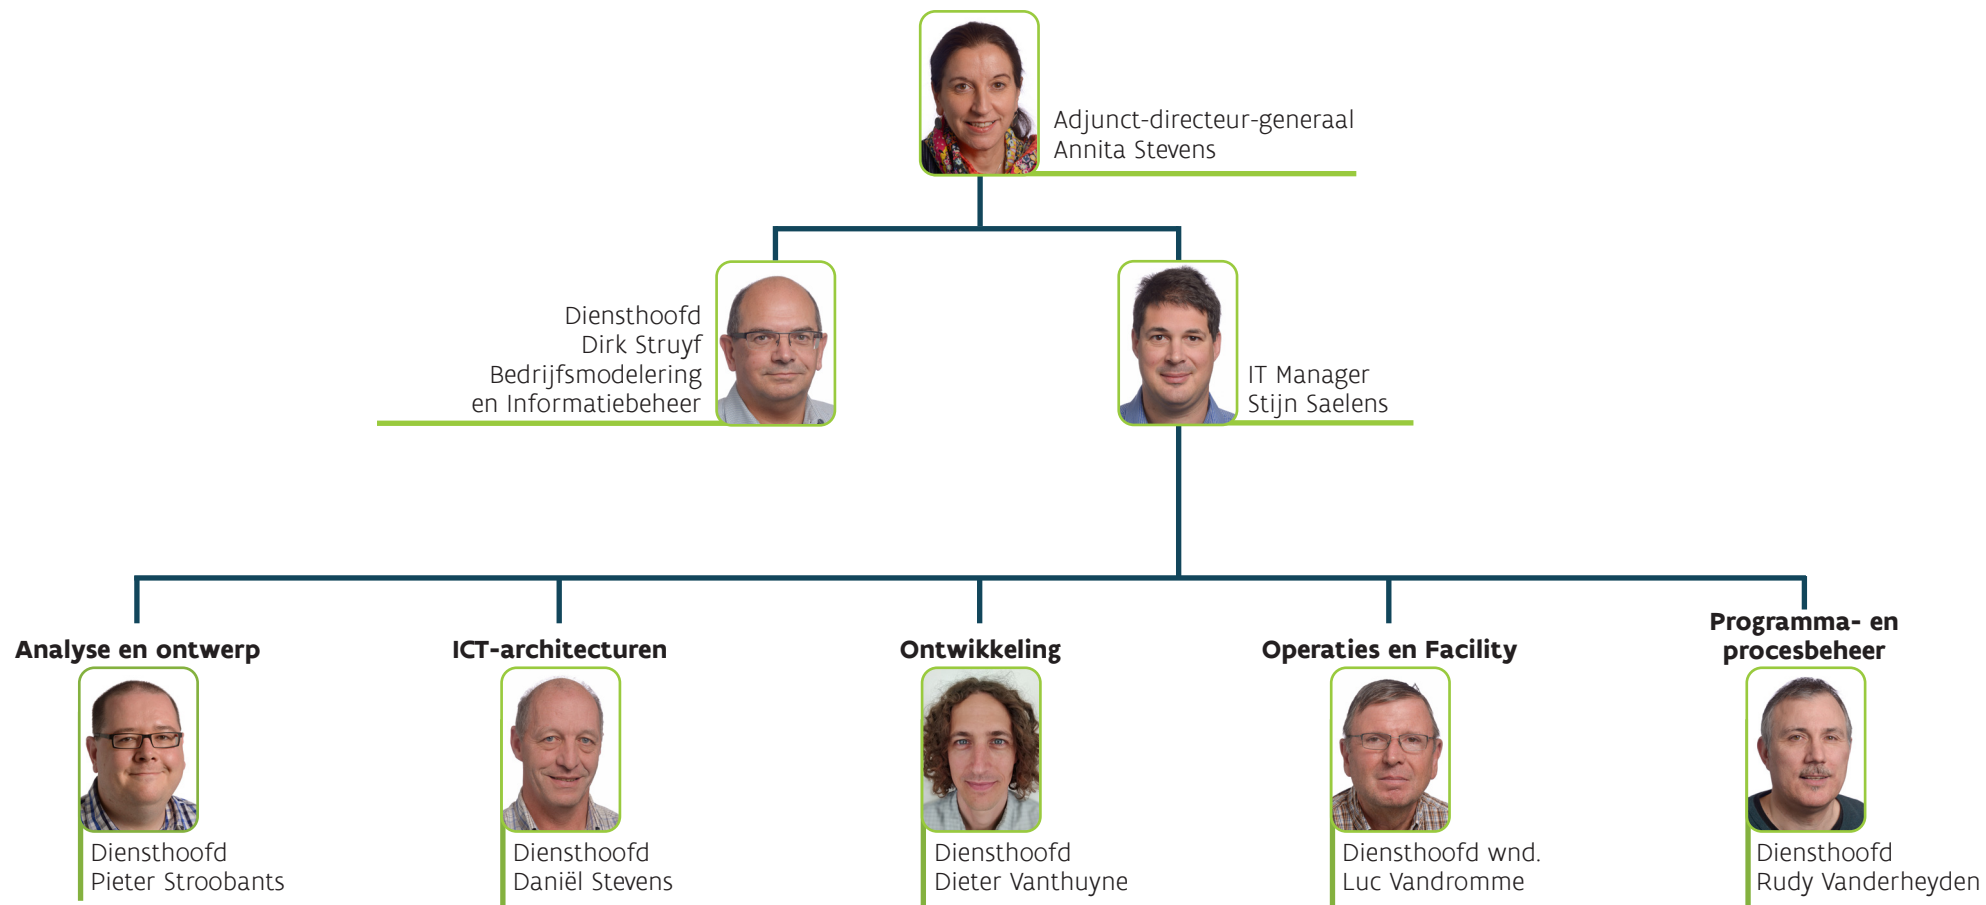 Adjunct-directeur-generaal
Annita Stevens
Diensthoofd
Dirk Struyf
Bedrijfsmodelering
en Informatiebeheer
IT Manager
Stijn Saelens
Analyse en ontwerp
Diensthoofd
Pieter Stroobants
ICT-architecturen
Diensthoofd
Daniël Stevens
Ontwikkeling
Diensthoofd
Dieter Vanthuyne
Operaties en Facility
Diensthoofd wnd.
Luc Vandromme
Programma- en
procesbeheer
Diensthoofd
Rudy Vanderheyden